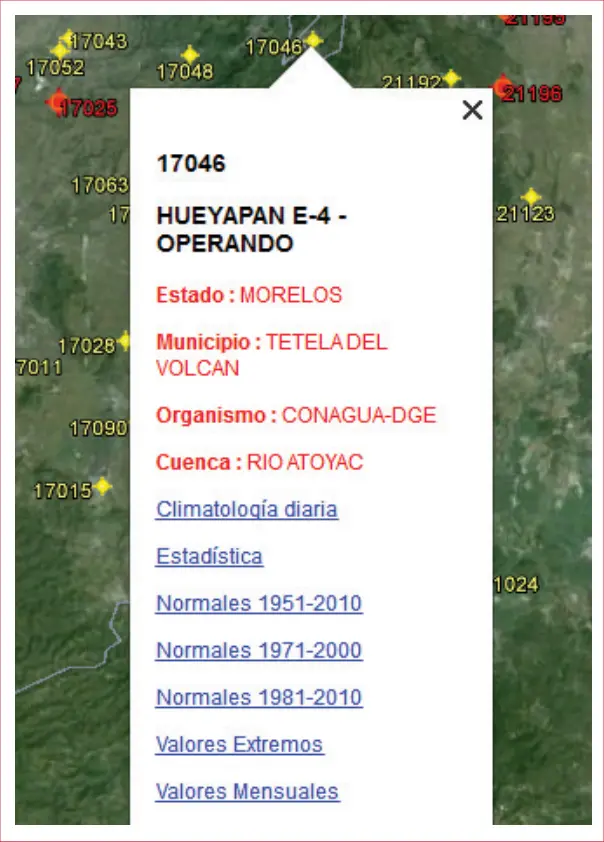 21195
17043
17046
17052
17048
21192
21196
17025
17046
17063
HUEYAPAN E-4 -
17
21123
OPERANDO
Estado : MORELOS
17028
Municipio : TETELA DEL
7011
VOLCAN
Organismo : CONAGUA-DGE
17090
Cuenca : RIO ATOYAC
17015
Climatología diaria
Estadística
1024
Normales 1951-2010
Normales 1971-2000
Normales 1981-2010
Valores Extremos
Valores Mensuales